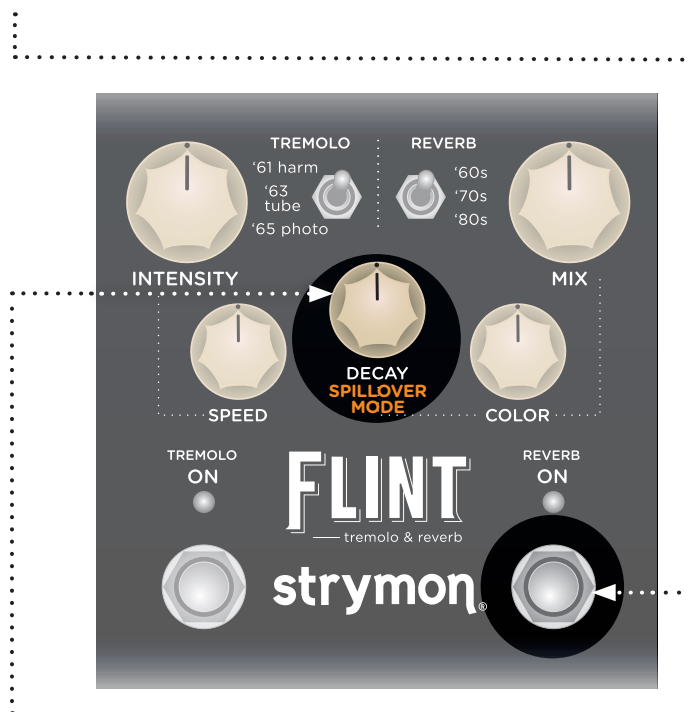 TREMOLO
REVERB
‘61 harm
‘63
tube
‘65 photo
‘60s
‘70s
‘80s
INTENSITY
MIX
DECAY
SPILLOVER
MODE
SPEED
COLOR
TREMOLO
ON
REVERB
ON
FLINT
tremolo & reverb
strymon®